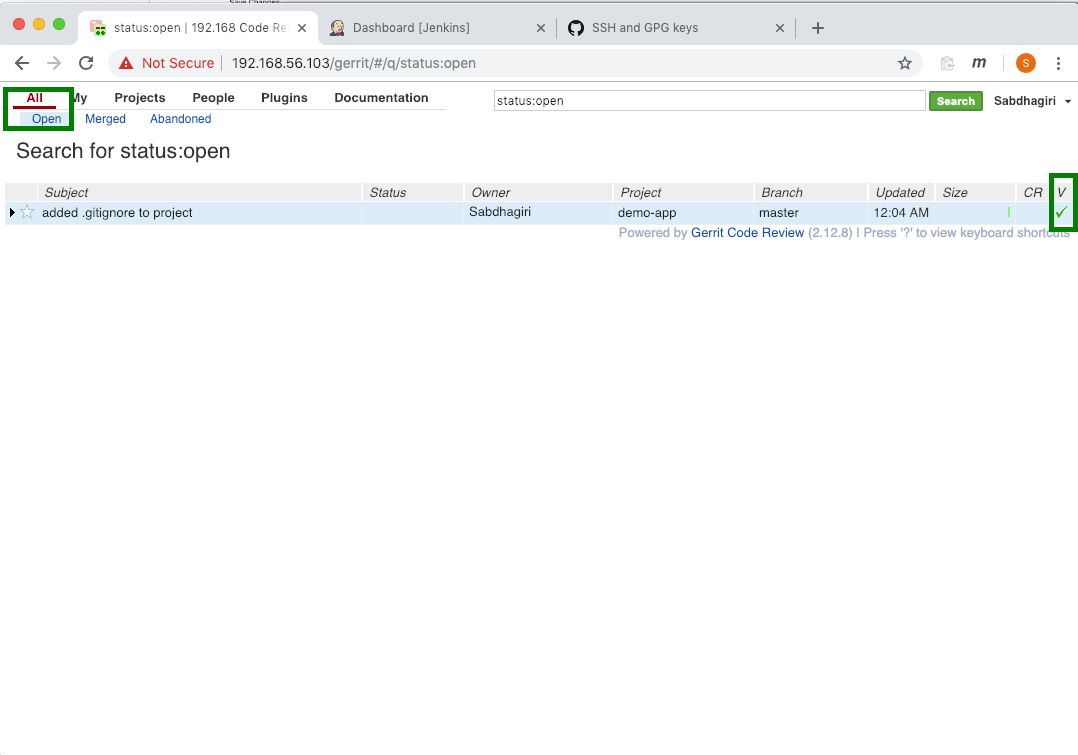 Save Changes
status:open | 192.168 Code Re
Dashboard [Jenkins]
SSH and GPG keys
Not Secure
192.168.56.103/gerrit/#/q/status:open
m
S
All My Projects People Plugins Documentation
status:open
Search
Sabdhagiri
Open Merged Abandoned
Search for status:open
Subject Status Owner Project Branch Updated Size CR V
added .gitignore to project Sabdhagiri demo-app master 12:04 AM
Powered by Gerrit Code Review (2.12.8) | Press '?' to view keyboard shortcuts